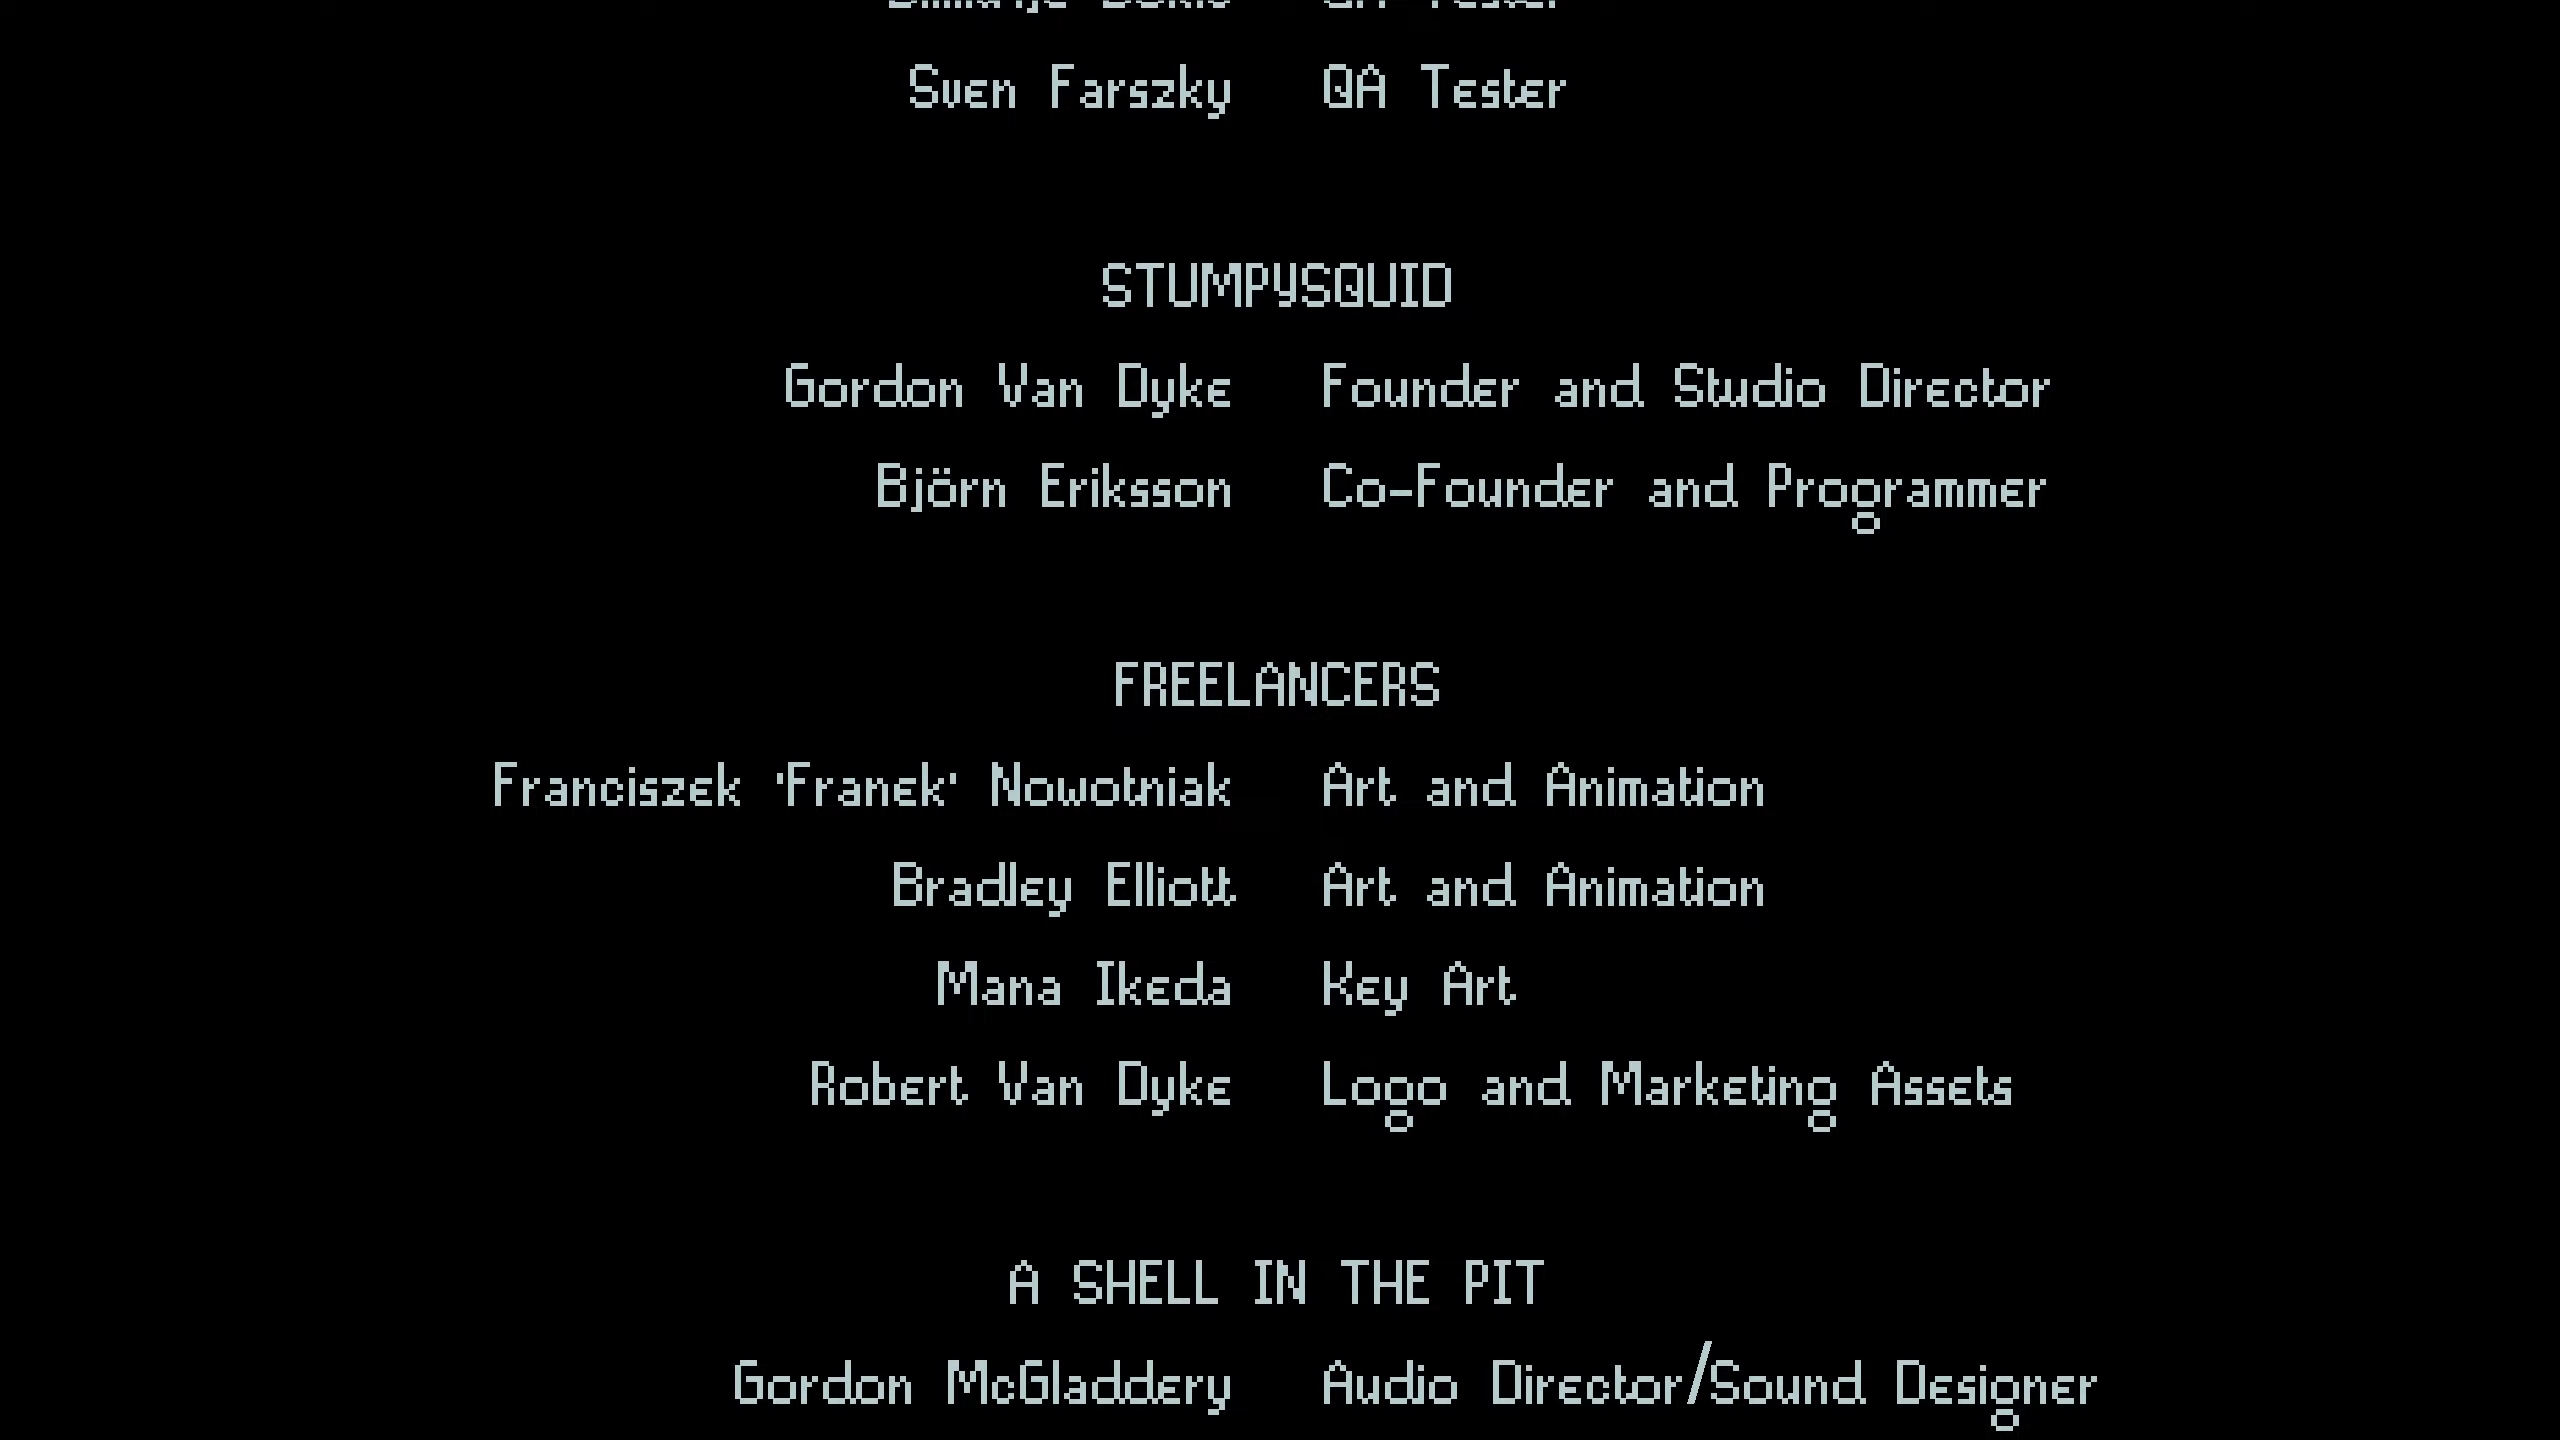 QA Tester
Sven Farszky QA Tester
STUMPYSQUID
Gordon Van Dyke Founder and Studio Director
Björn Eriksson Co-Founder and Programmer
FREELANCERS
Franciszek 'Franek' Nowotniak Art and Animation
Bradley Elliott Art and Animation
Mana Ikeda Key Art
Robert Van Dyke Logo and Marketing Assets
A SHELL IN THE PIT
Gordon McGladdery Audio Director/Sound Designer